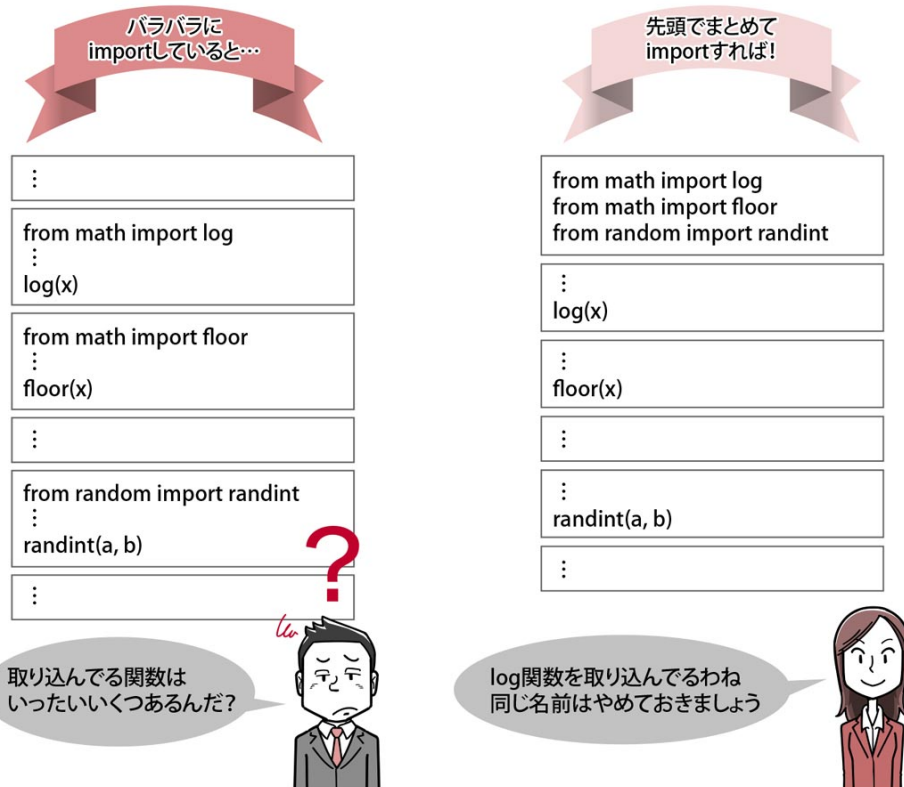 バラバラに
importしていると…
⋮
from math import log
⋮
log(x)
from math import floor
⋮
floor(x)
⋮
from random import randint
⋮
randint(a, b)
⋮
?
取り込んでる関数は
いったいいくつあるんだ?
先頭でまとめて
importすれば!
from math import log
from math import floor
from random import randint
⋮
log(x)
⋮
floor(x)
⋮
⋮
randint(a, b)
⋮
log関数を取り込んでるわね
同じ名前はやめておきましょう